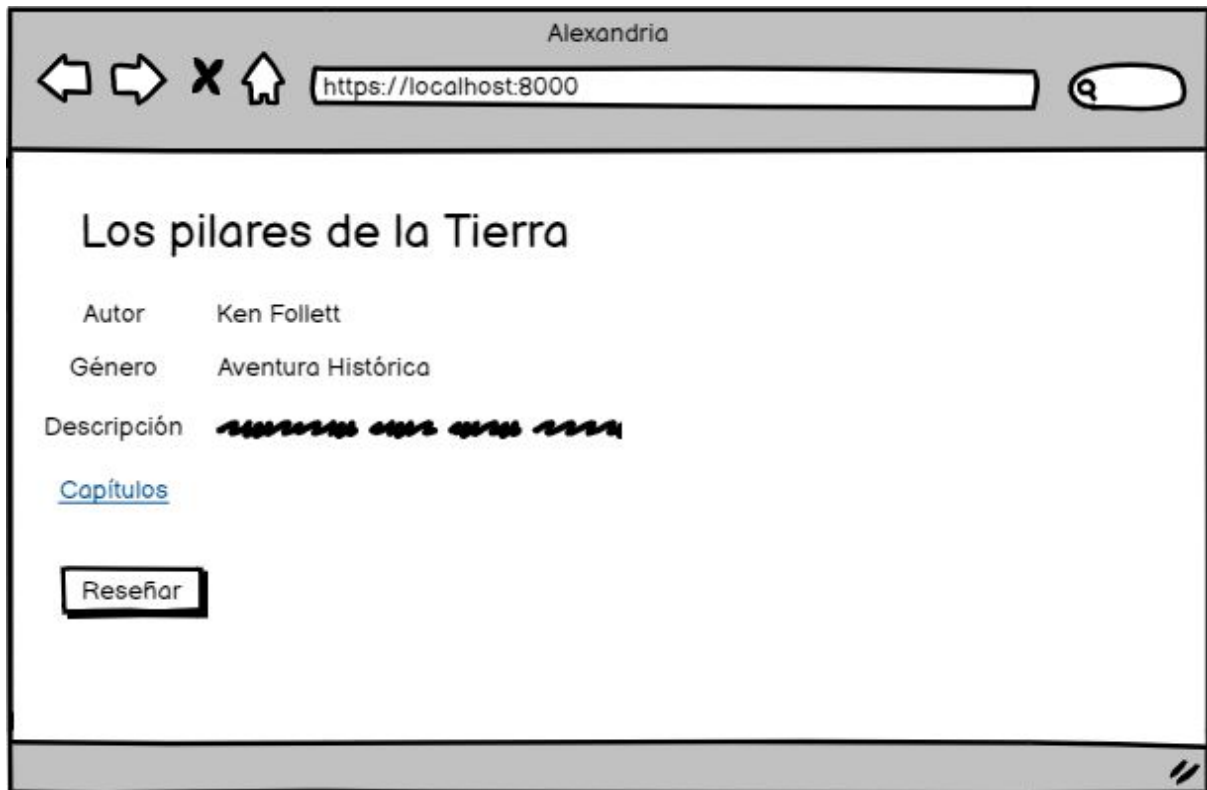 Alexandria
https://localhost:8000
Los pilares de la Tierra
Autor Ken Follett
Género Aventura Histórica
Descripción
Capítulos
Reseñar